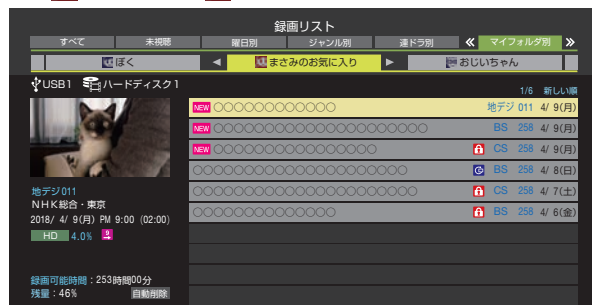 録画リスト
すべて 未視聴 曜日別 ジャンル別 連ドラ別 マイフォルダ別
ぼく まさみのお気に入り おじいちゃん
USB1 ハードディスク1
1/6 新しい順
NEW ○○○○○○○○○○○○○ 地デジ 011 4/ 9(月)
NEW ○○○○○○○○○○○○○○○○○○○○○○ BS 258 4/ 9(月)
NEW ○○○○○○○○○○○○○○○○○ CS 258 4/ 9(月)
○○○○○○○○○○○○○○○○○○○○○○ BS 258 4/ 8(日)
○○○○○○○○○○○○○○○○○○○○○○○ CS 258 4/ 7(土)
○○○○○○○○○○○○○○○ BS 258 4/ 6(金)
地デジ011
NHK総合・東京
2018/ 4/ 9(月) PM 9:00 (02:00)
HD 4.0% 9
録画可能時間：253時間00分
残量：46% 自動削除